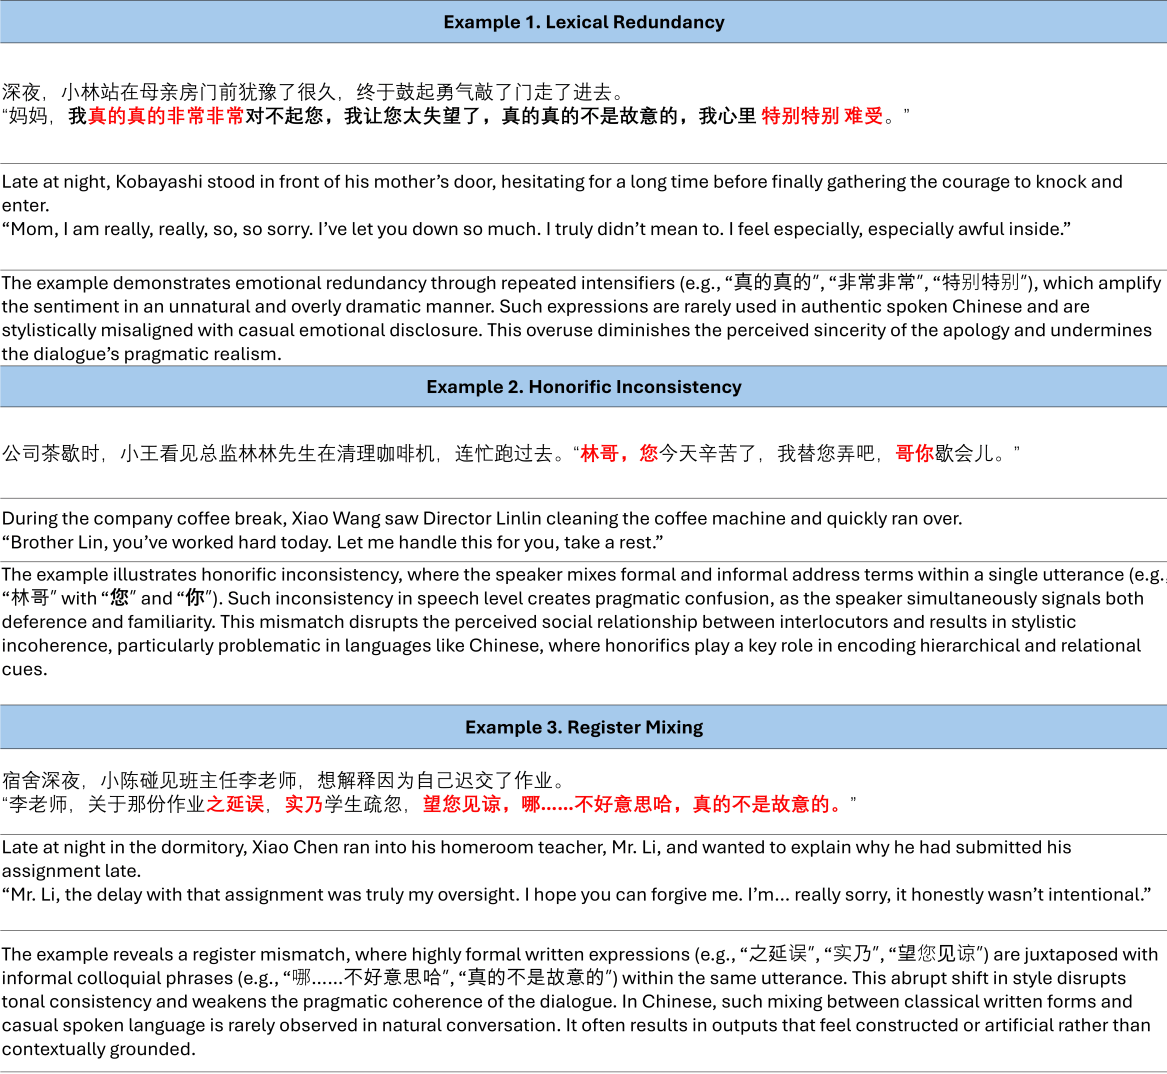 Example 1. Lexical Redundancy
深夜，小林站在母亲房门前犹豫了很久，终于鼓起勇气敲了门走了进去。
“妈妈，我真的真的非常非常对不起您，我让您太失望了，真的真的不是故意的，我心里 特别特别 难受。”
Late at night, Kobayashi stood in front of his mother’s door, hesitating for a long time before finally gathering the courage to knock and
enter.
“Mom, I am really, really, so, so sorry. I’ve let you down so much. I truly didn’t mean to. I feel especially, especially awful inside.”
The example demonstrates emotional redundancy through repeated intensifiers (e.g., “真的真的”, “非常非常”, “特别特别”), which amplify
the sentiment in an unnatural and overly dramatic manner. Such expressions are rarely used in authentic spoken Chinese and are
stylistically misaligned with casual emotional disclosure. This overuse diminishes the perceived sincerity of the apology and undermines
the dialogue’s pragmatic realism.
Example 2. Honorific Inconsistency
公司茶歇时，小王看见总监林林先生在清理咖啡机，连忙跑过去。“林哥，您今天辛苦了，我替您弄吧，哥你歇会儿。”
During the company coffee break, Xiao Wang saw Director Linlin cleaning the coffee machine and quickly ran over.
“Brother Lin, you’ve worked hard today. Let me handle this for you, take a rest.”
The example illustrates honorific inconsistency, where the speaker mixes formal and informal address terms within a single utterance (e.g.,
“林哥” with “您” and “你”). Such inconsistency in speech level creates pragmatic confusion, as the speaker simultaneously signals both
deference and familiarity. This mismatch disrupts the perceived social relationship between interlocutors and results in stylistic
incoherence, particularly problematic in languages like Chinese, where honorifics play a key role in encoding hierarchical and relational
cues.
Example 3. Register Mixing
宿舍深夜，小陈碰见班主任李老师，想解释因为自己迟交了作业。
“李老师，关于那份作业之延误，实乃学生疏忽，望您见谅，哪……不好意思哈，真的不是故意的。”
Late at night in the dormitory, Xiao Chen ran into his homeroom teacher, Mr. Li, and wanted to explain why he had submitted his
assignment late.
“Mr. Li, the delay with that assignment was truly my oversight. I hope you can forgive me. I’m… really sorry, it honestly wasn’t intentional.”
The example reveals a register mismatch, where highly formal written expressions (e.g., “之延误”, “实乃”, “望您见谅”) are juxtaposed with
informal colloquial phrases (e.g., “哪……不好意思哈”, “真的不是故意的”) within the same utterance. This abrupt shift in style disrupts
tonal consistency and weakens the pragmatic coherence of the dialogue. In Chinese, such mixing between classical written forms and
casual spoken language is rarely observed in natural conversation. It often results in outputs that feel constructed or artificial rather than
contextually grounded.